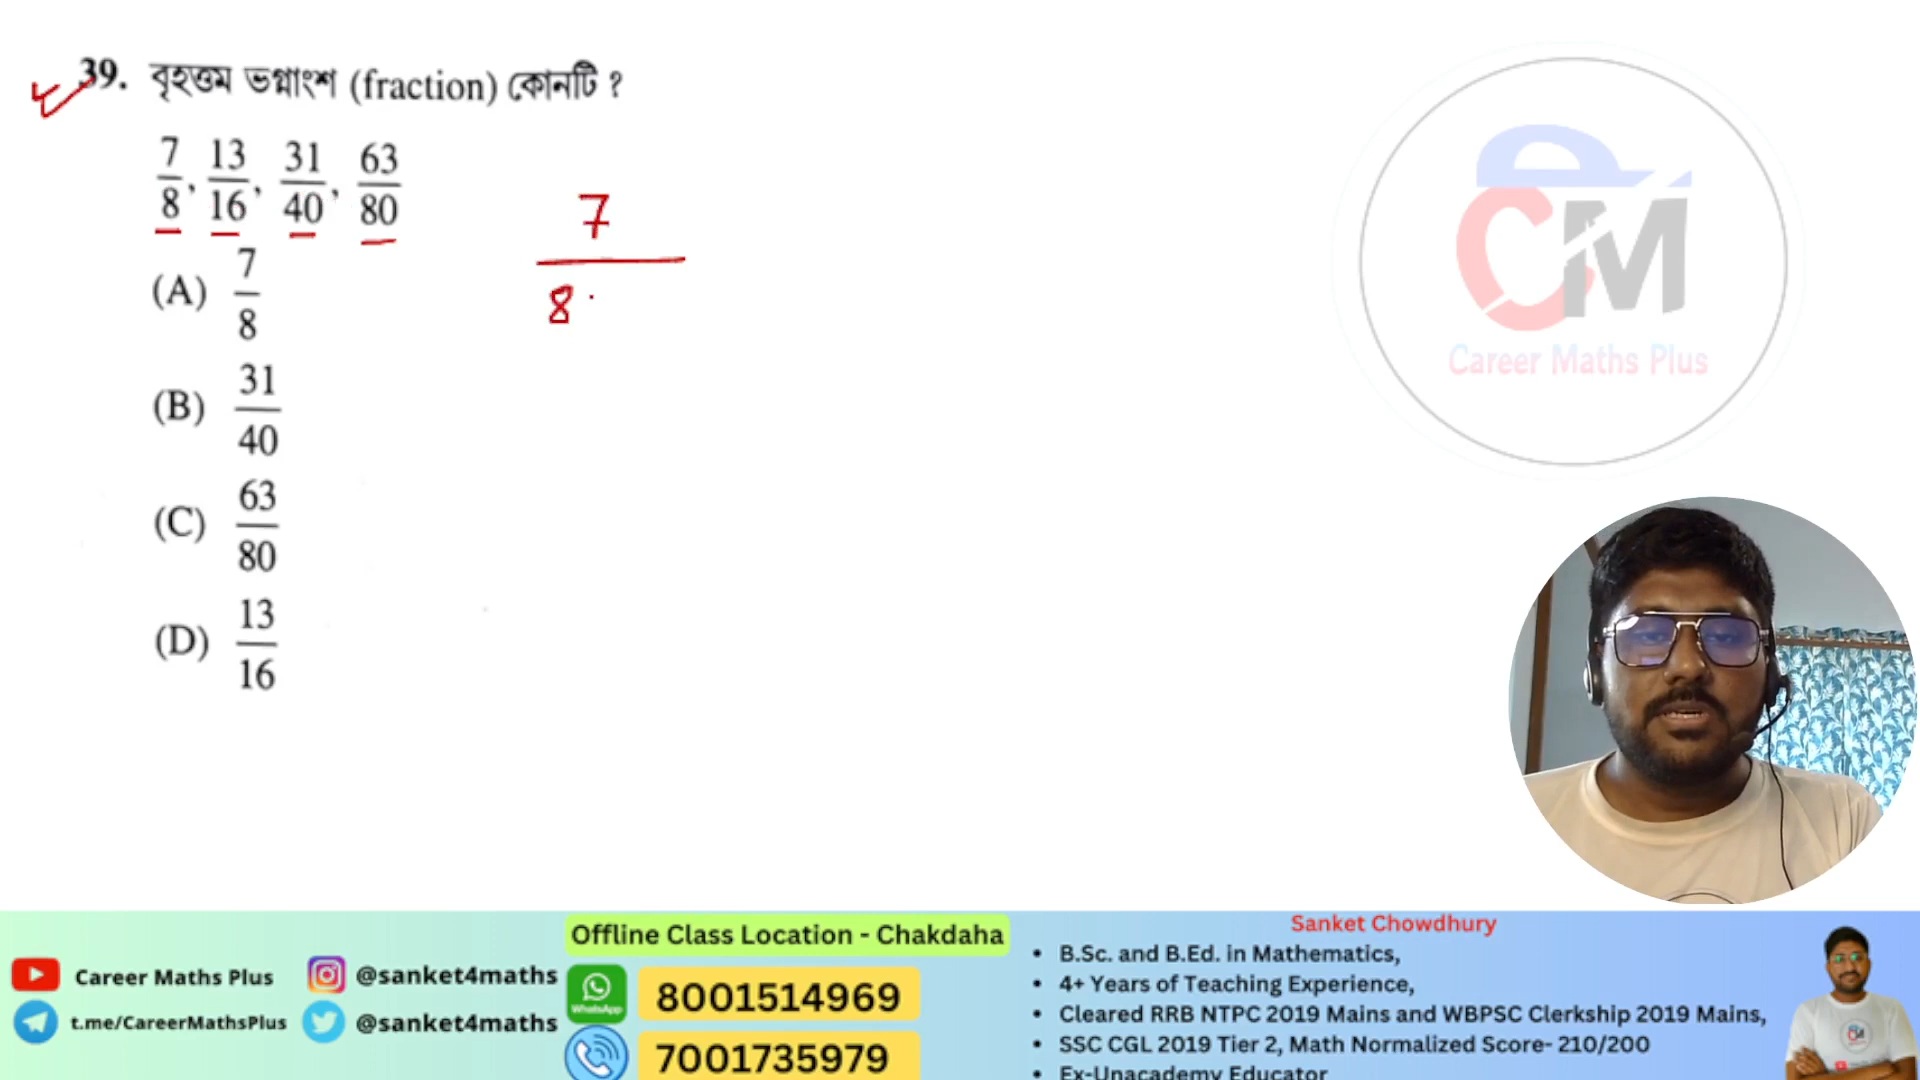 39. বৃহত্তম ভগ্নাংশ (fraction) কোনটি ?
7/8, 13/16, 31/40, 63/80
(A) 7/8
(B) 31/40
(C) 63/80
(D) 13/16
7
8 .
CM
Career Maths Plus
Career Maths Plus
@sanket4maths
t.me/CareerMathsPlus
@sanket4maths
Offline Class Location - Chakdaha
WhatsApp
8001514969
7001735979
Sanket Chowdhury
• B.Sc. and B.Ed. in Mathematics,
• 4+ Years of Teaching Experience,
• Cleared RRB NTPC 2019 Mains and WBPSC Clerkship 2019 Mains,
• SSC CGL 2019 Tier 2, Math Normalized Score- 210/200
• Ex-Unacademy Educator